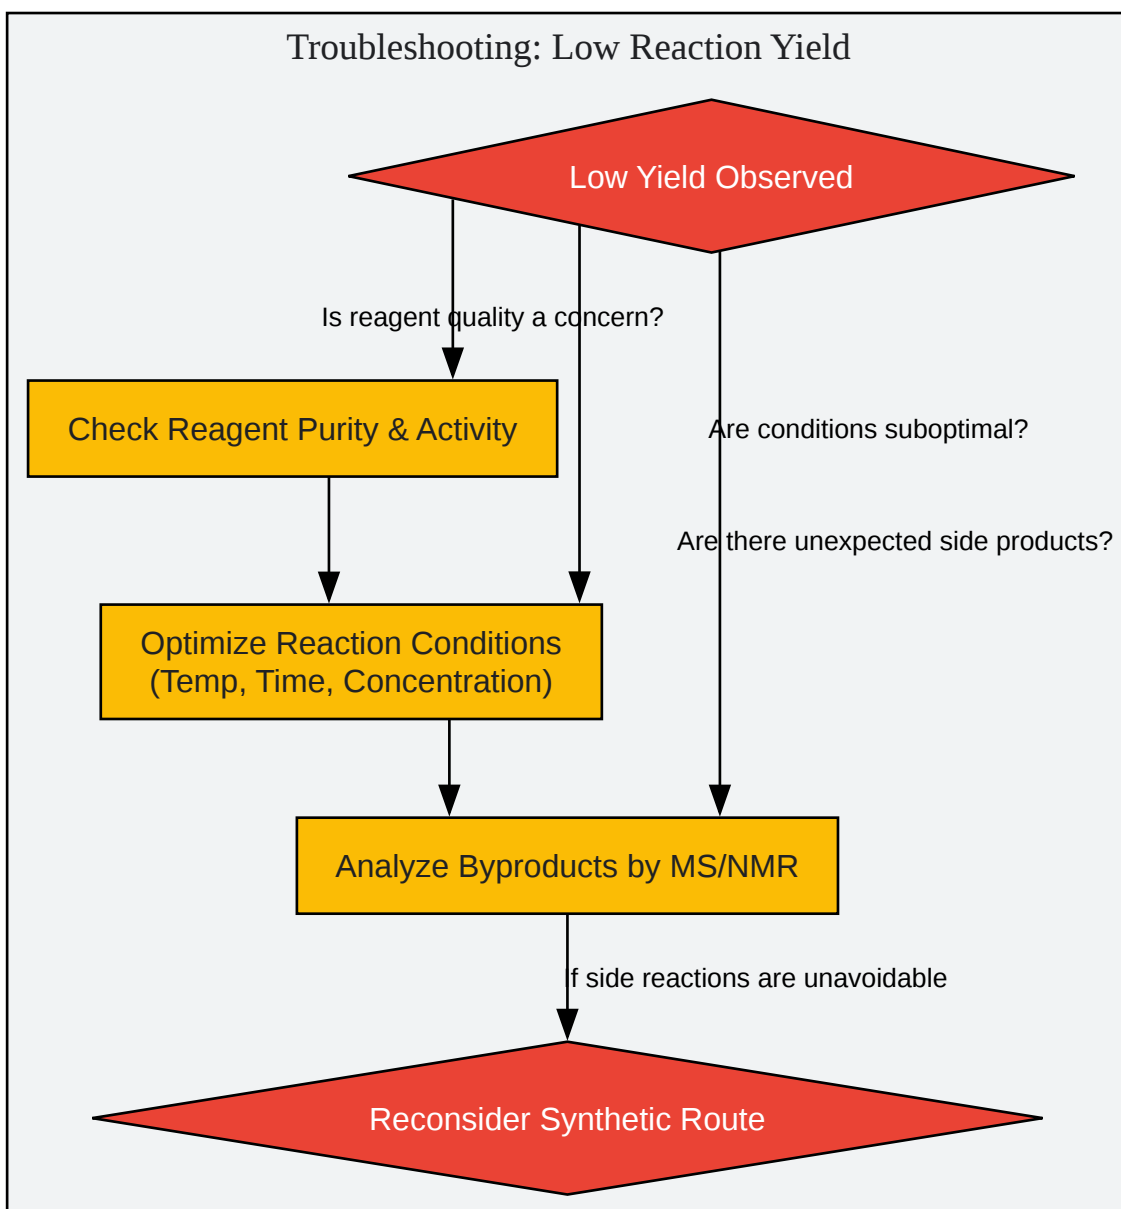 Troubleshooting: Low Reaction Yield
Low Yield Observed
Is reagent quality a concern?
Check Reagent Purity & Activity
Are conditions suboptimal?
Are there unexpected side products?
Optimize Reaction Conditions
(Temp, Time, Concentration)
Analyze Byproducts by MS/NMR
If side reactions are unavoidable
Reconsider Synthetic Route